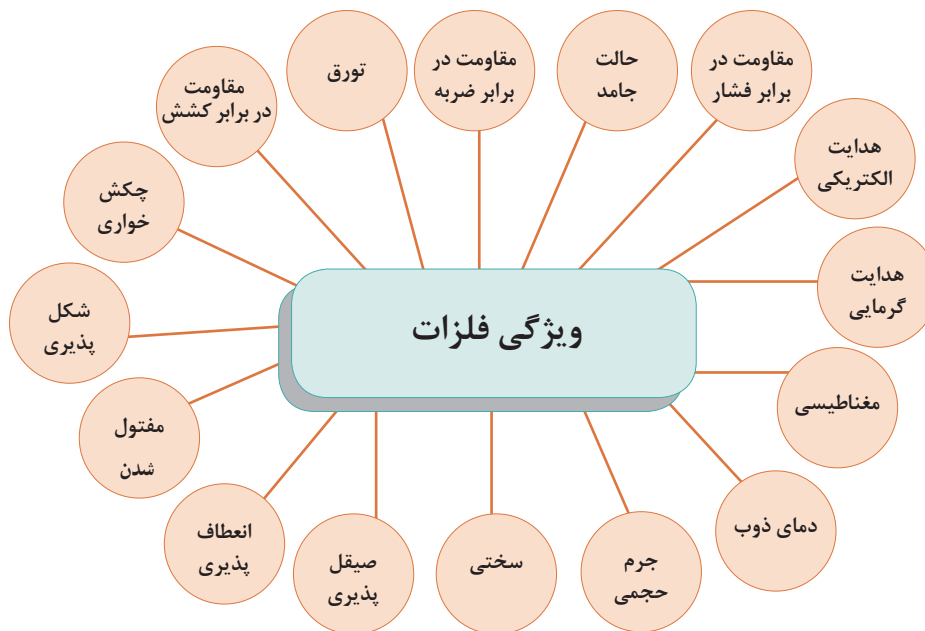 ویژگی فلزات
مقاومت در
برابر فشار
حالت
جامد
مقاومت در
برابر ضربه
تورق
مقاومت
در برابر کشش
چکش
خواری
شکل
پذیری
مفتول
شدن
انعطاف
پذیری
صیقل
پذیری
سختی
جرم
حجمی
دمای ذوب
مغناطیسی
هدایت
گرمایی
هدایت
الکتریکی